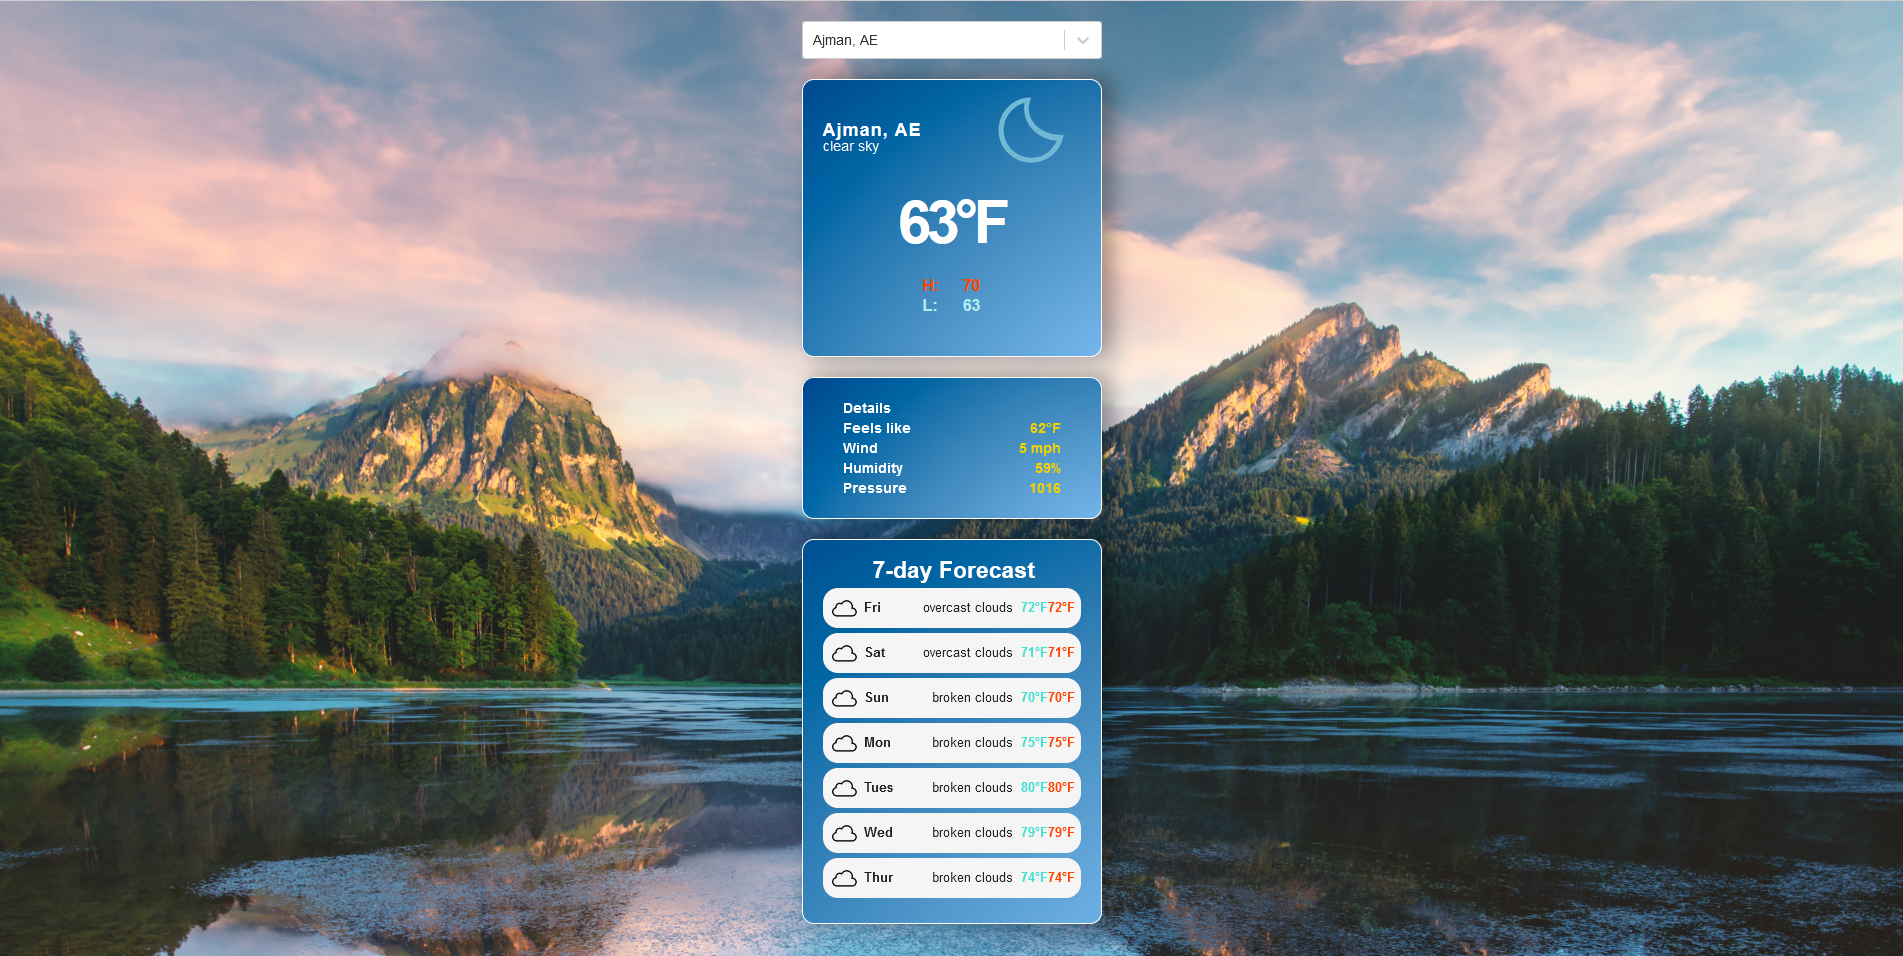 Ajman, AE
Ajman, AE
clear sky
63°F
H: 70
L: 63
Details
Feels like 62°F
Wind 5 mph
Humidity 59%
Pressure 1016
7-day Forecast
Fri overcast clouds 72°F72°F
Sat overcast clouds 71°F71°F
Sun broken clouds 70°F70°F
Mon broken clouds 75°F75°F
Tues broken clouds 80°F80°F
Wed broken clouds 79°F79°F
Thur broken clouds 74°F74°F